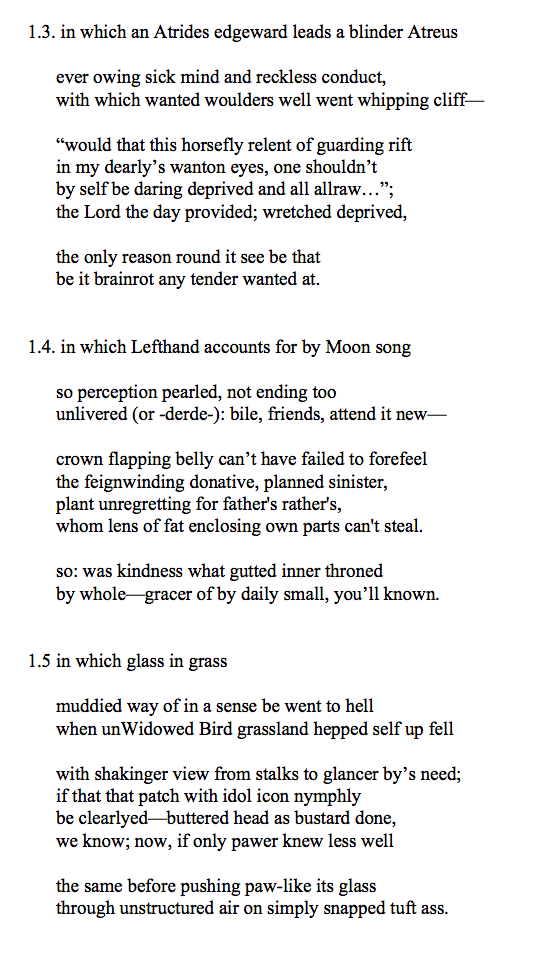 1.3. in which an Atrides edgeward leads a blinder Atreus
ever owing sick mind and reckless conduct,
with which wanted woulders well went whipping cliff—
“would that this horsefly relent of guarding rift
in my dearly’s wanton eyes, one shouldn’t
by self be daring deprived and all allraw…”;
the Lord the day provided; wretched deprived,
the only reason round it see be that
be it brainrot any tender wanted at.
1.4. in which Lefthand accounts for by Moon song
so perception pearled, not ending too
unlivered (or -derde-): bile, friends, attend it new—
crown flapping belly can’t have failed to forefeel
the feignwinding donative, planned sinister,
plant unregretting for father's rather's,
whom lens of fat enclosing own parts can't steal.
so: was kindness what gutted inner throned
by whole—gracer of by daily small, you’ll known.
1.5 in which glass in grass
muddied way of in a sense be went to hell
when unWidowed Bird grassland hepped self up fell
with shakinger view from stalks to glancer by’s need;
if that that patch with idol icon nymphly
be clearlyed—buttered head as bustard done,
we know; now, if only pawer knew less well
the same before pushing paw-like its glass
through unstructured air on simply snapped tuft ass.